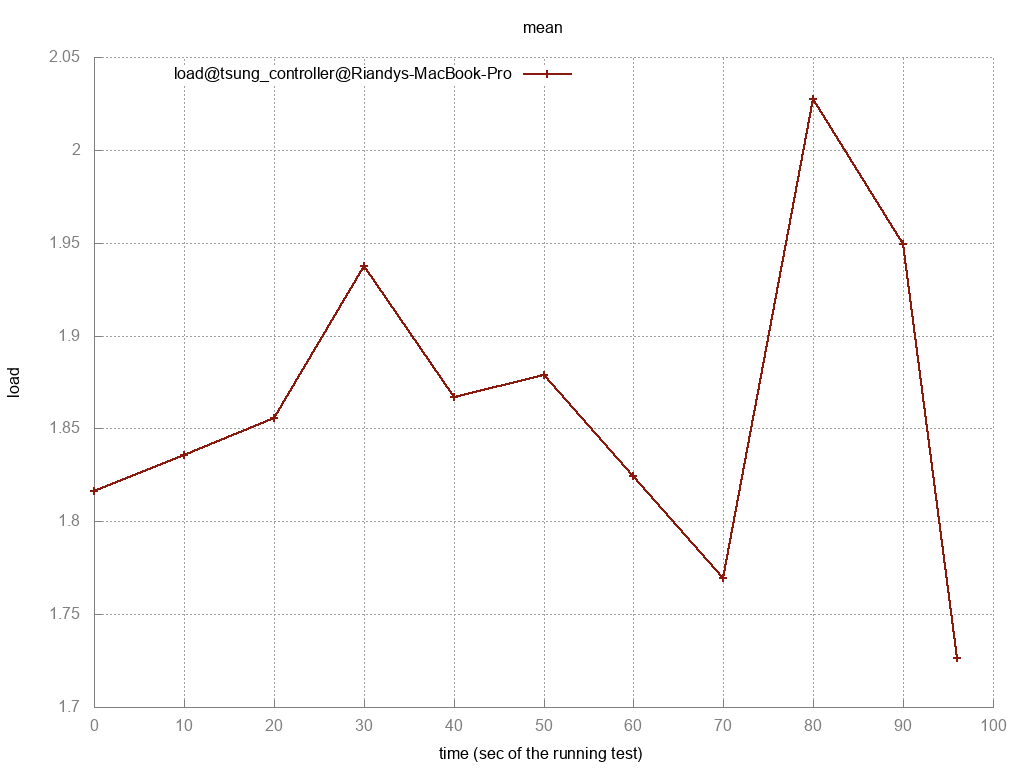 mean
2.05
load@tsung_controller@Riandys-MacBook-Pro
2
1.95
1.9
load
1.85
1.8
1.75
1.7
0 10 20 30 40 50 60 70 80 90 100
time (sec of the running test)